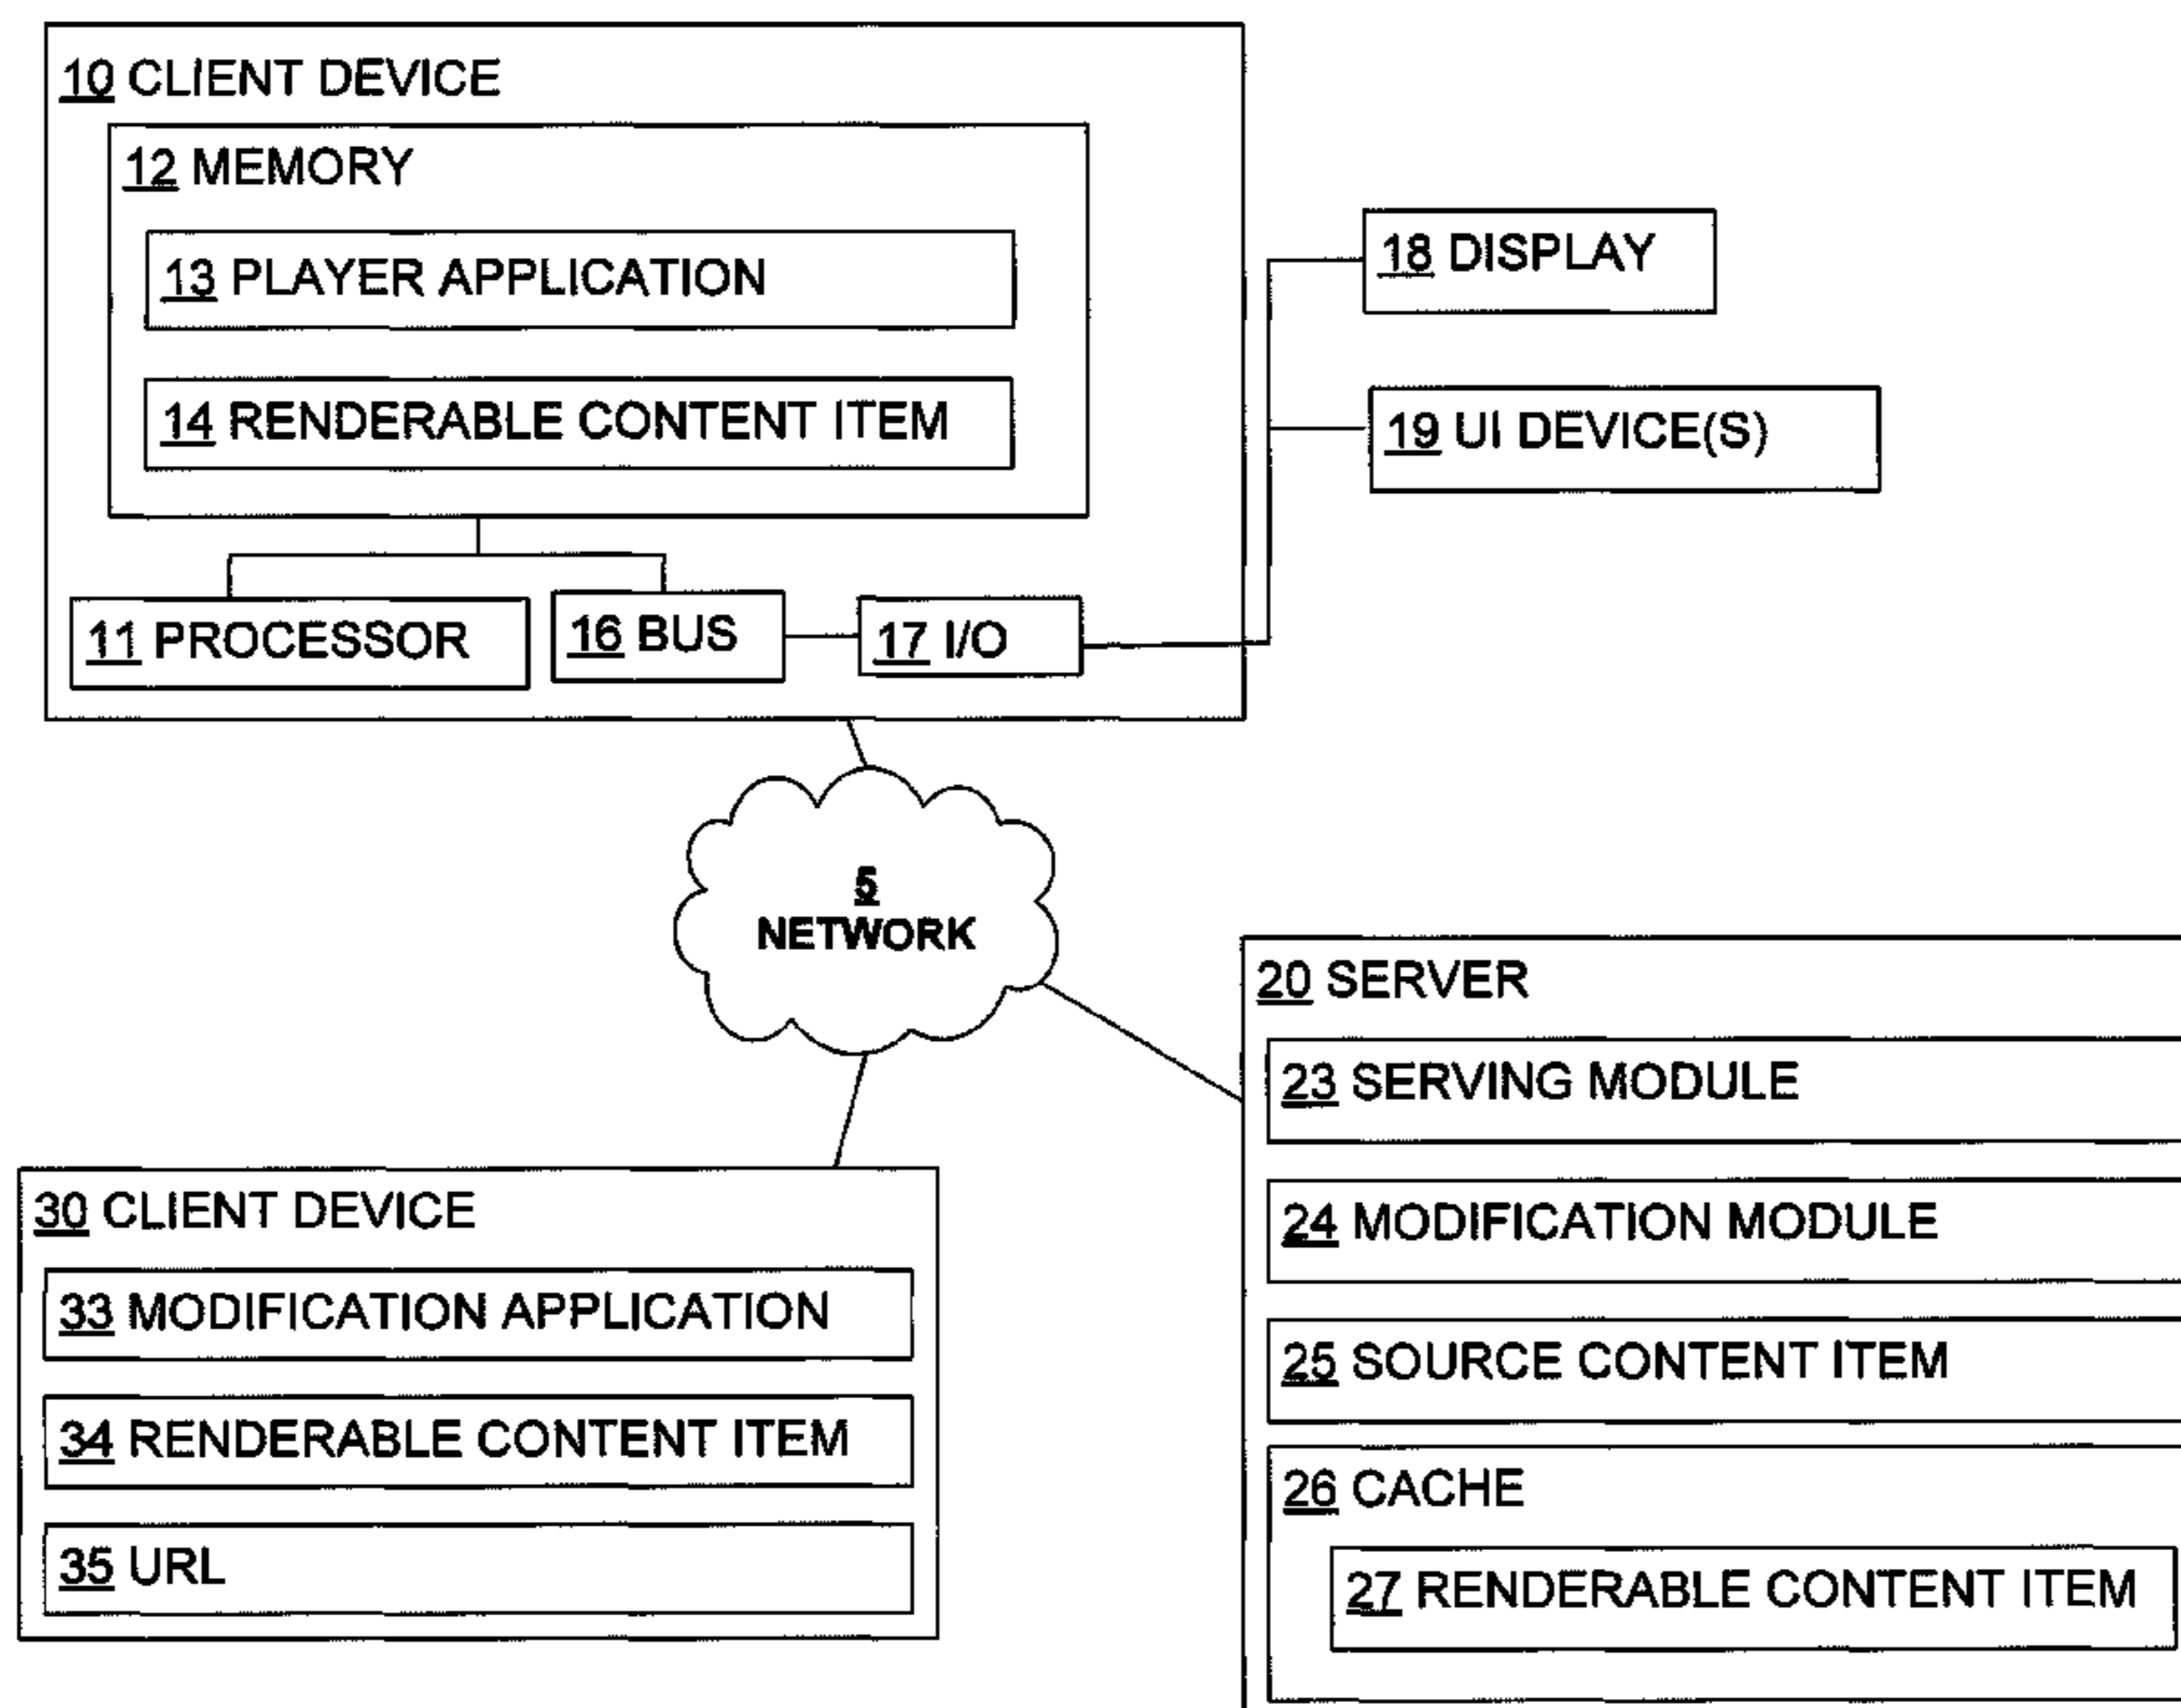 10 CLIENT DEVICE
12 MEMORY
13 PLAYER APPLICATION
14 RENDERABLE CONTENT ITEM
11 PROCESSOR
16 BUS
17 I/O
18 DISPLAY
19 UI DEVICE(S)
5
NETWORK
20 SERVER
23 SERVING MODULE
24 MODIFICATION MODULE
25 SOURCE CONTENT ITEM
26 CACHE
27 RENDERABLE CONTENT ITEM
30 CLIENT DEVICE
33 MODIFICATION APPLICATION
34 RENDERABLE CONTENT ITEM
35 URL